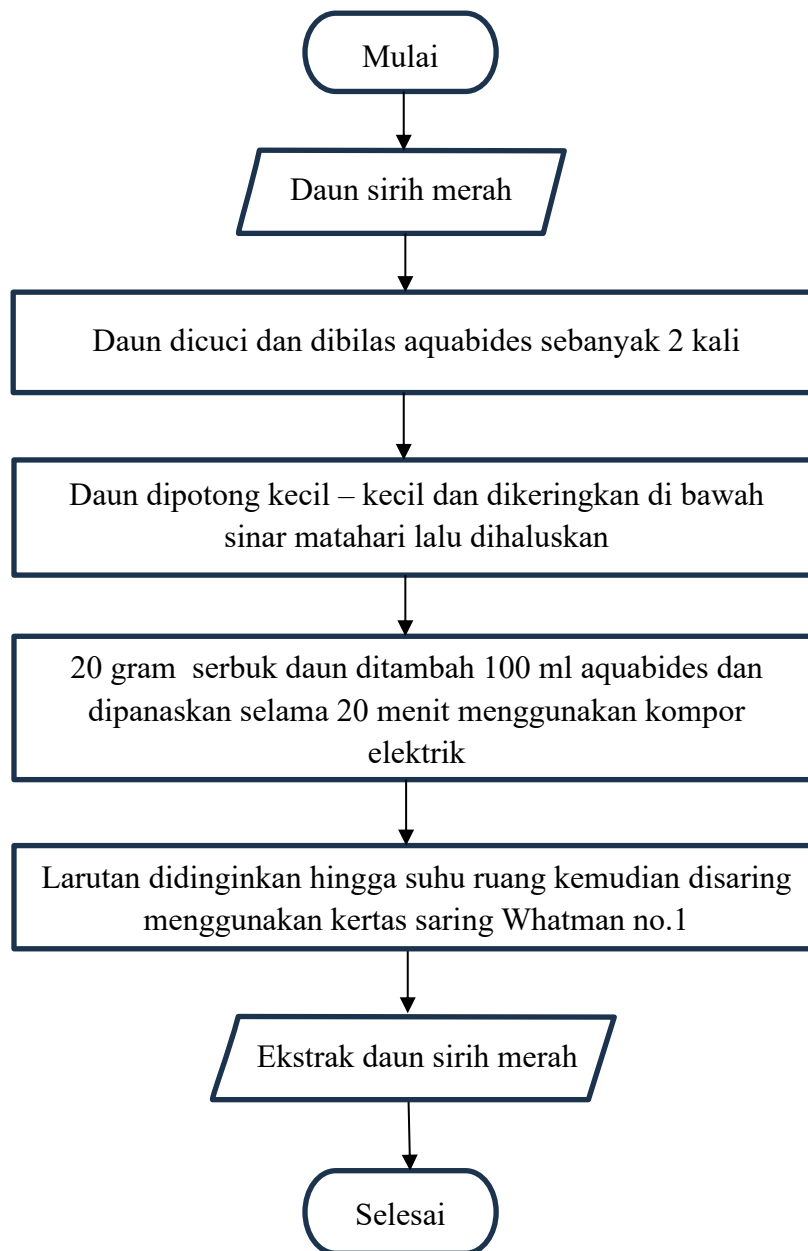 Mulai
Daun sirih merah
Daun dicuci dan dibilas aquabides sebanyak 2 kali
Daun dipotong kecil – kecil dan dikeringkan di bawah
sinar matahari lalu dihaluskan
20 gram  serbuk daun ditambah 100 ml aquabides dan
dipanaskan selama 20 menit menggunakan kompor
elektrik
Larutan didinginkan hingga suhu ruang kemudian disaring
menggunakan kertas saring Whatman no.1
Ekstrak daun sirih merah
Selesai